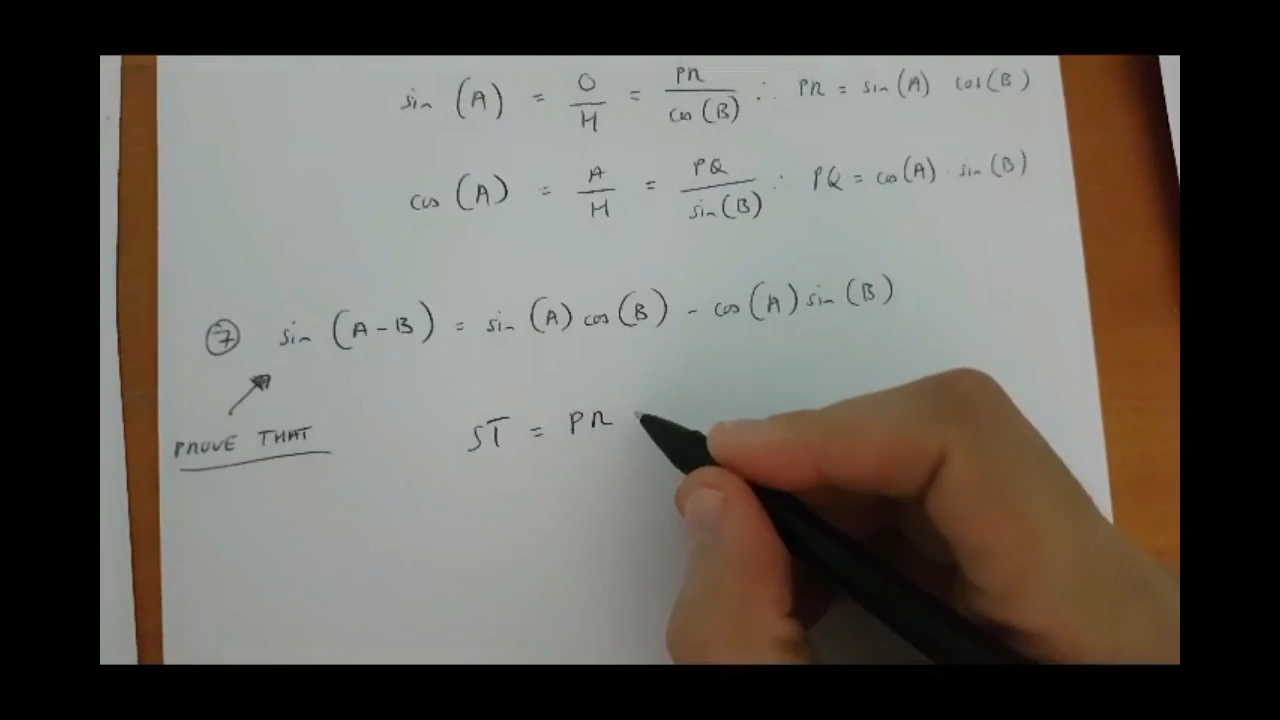 sin (A) = O/H = PR/cos(B) ∴ PR = sin(A) cos(B)
cos (A) = A/H = PQ/sin(B) ∴ PQ = cos(A) · sin(B)
⑦ sin (A - B) = sin (A) cos (B) - cos (A) sin (B)
PROVE THAT
ST = PR